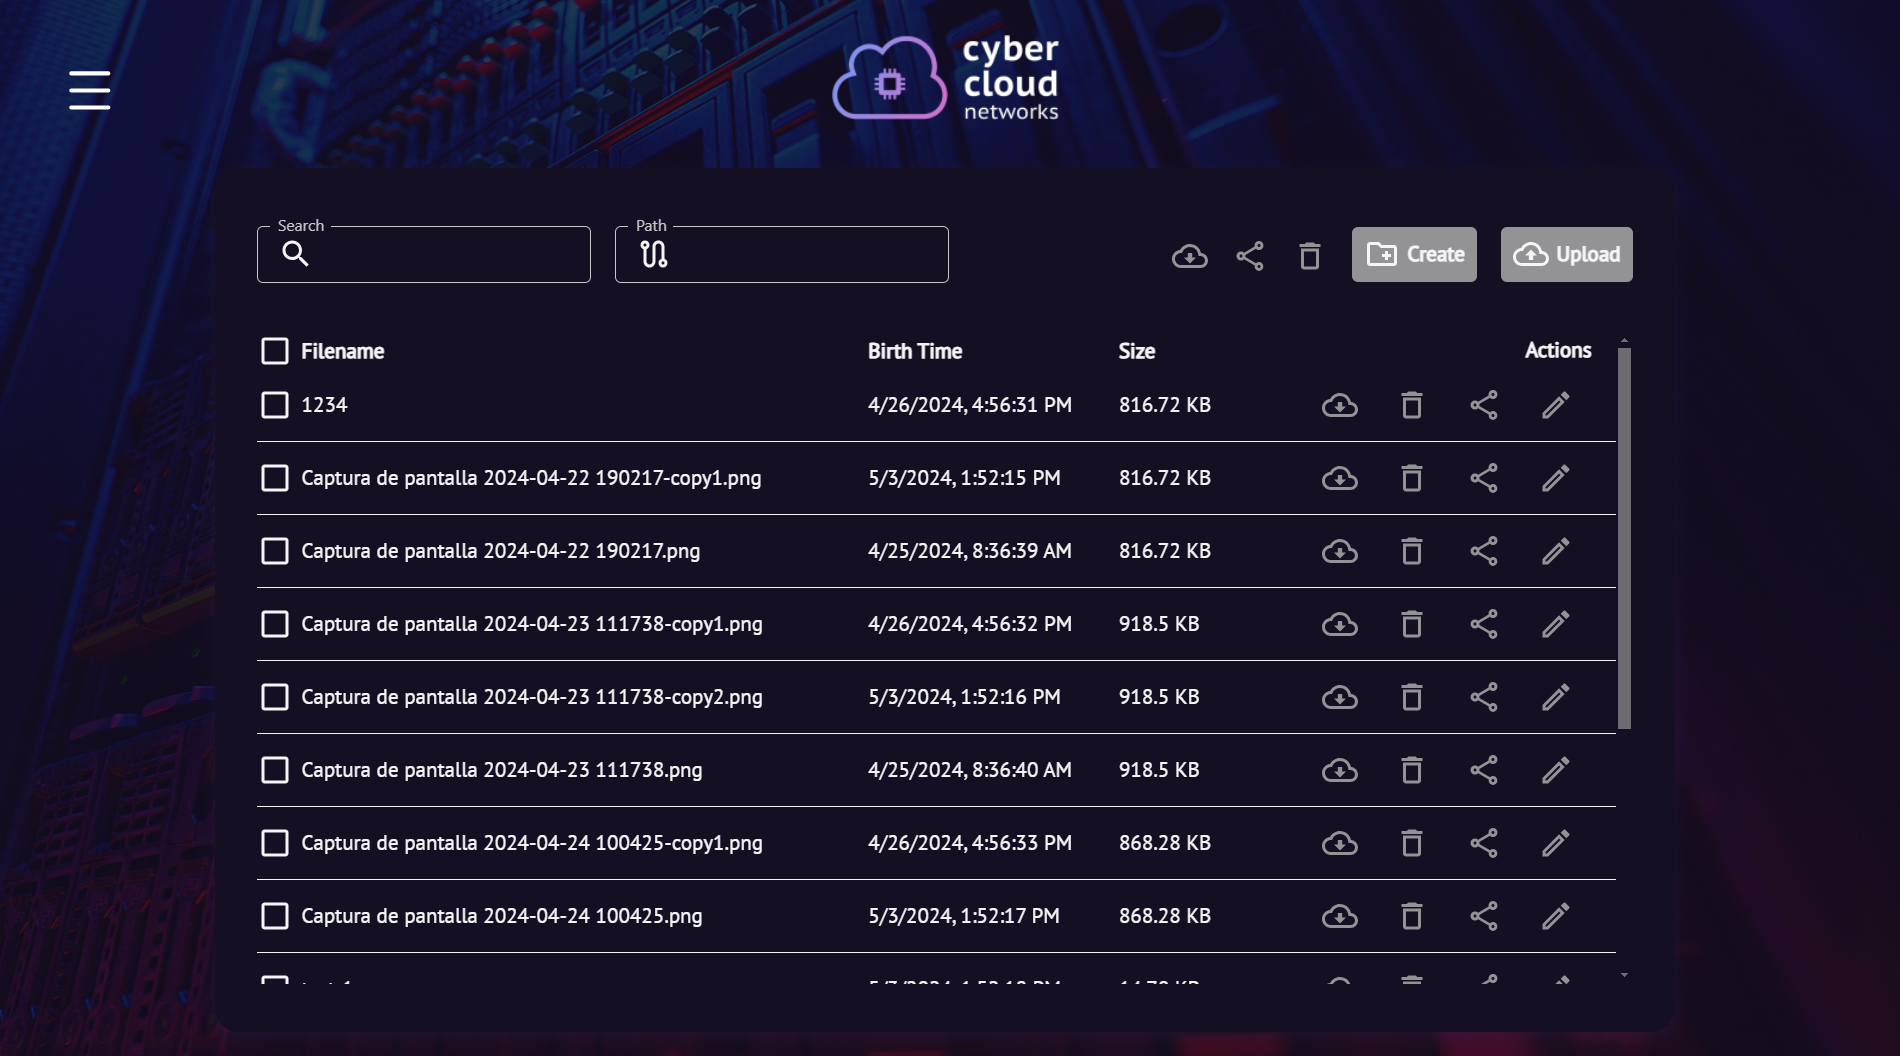 cyber
cloud
networks
Search
Path
Create
Upload
Filename Birth Time Size Actions
1234 4/26/2024, 4:56:31 PM 816.72 KB
Captura de pantalla 2024-04-22 190217-copy1.png 5/3/2024, 1:52:15 PM 816.72 KB
Captura de pantalla 2024-04-22 190217.png 4/25/2024, 8:36:39 AM 816.72 KB
Captura de pantalla 2024-04-23 111738-copy1.png 4/26/2024, 4:56:32 PM 918.5 KB
Captura de pantalla 2024-04-23 111738-copy2.png 5/3/2024, 1:52:16 PM 918.5 KB
Captura de pantalla 2024-04-23 111738.png 4/25/2024, 8:36:40 AM 918.5 KB
Captura de pantalla 2024-04-24 100425-copy1.png 4/26/2024, 4:56:33 PM 868.28 KB
Captura de pantalla 2024-04-24 100425.png 5/3/2024, 1:52:17 PM 868.28 KB